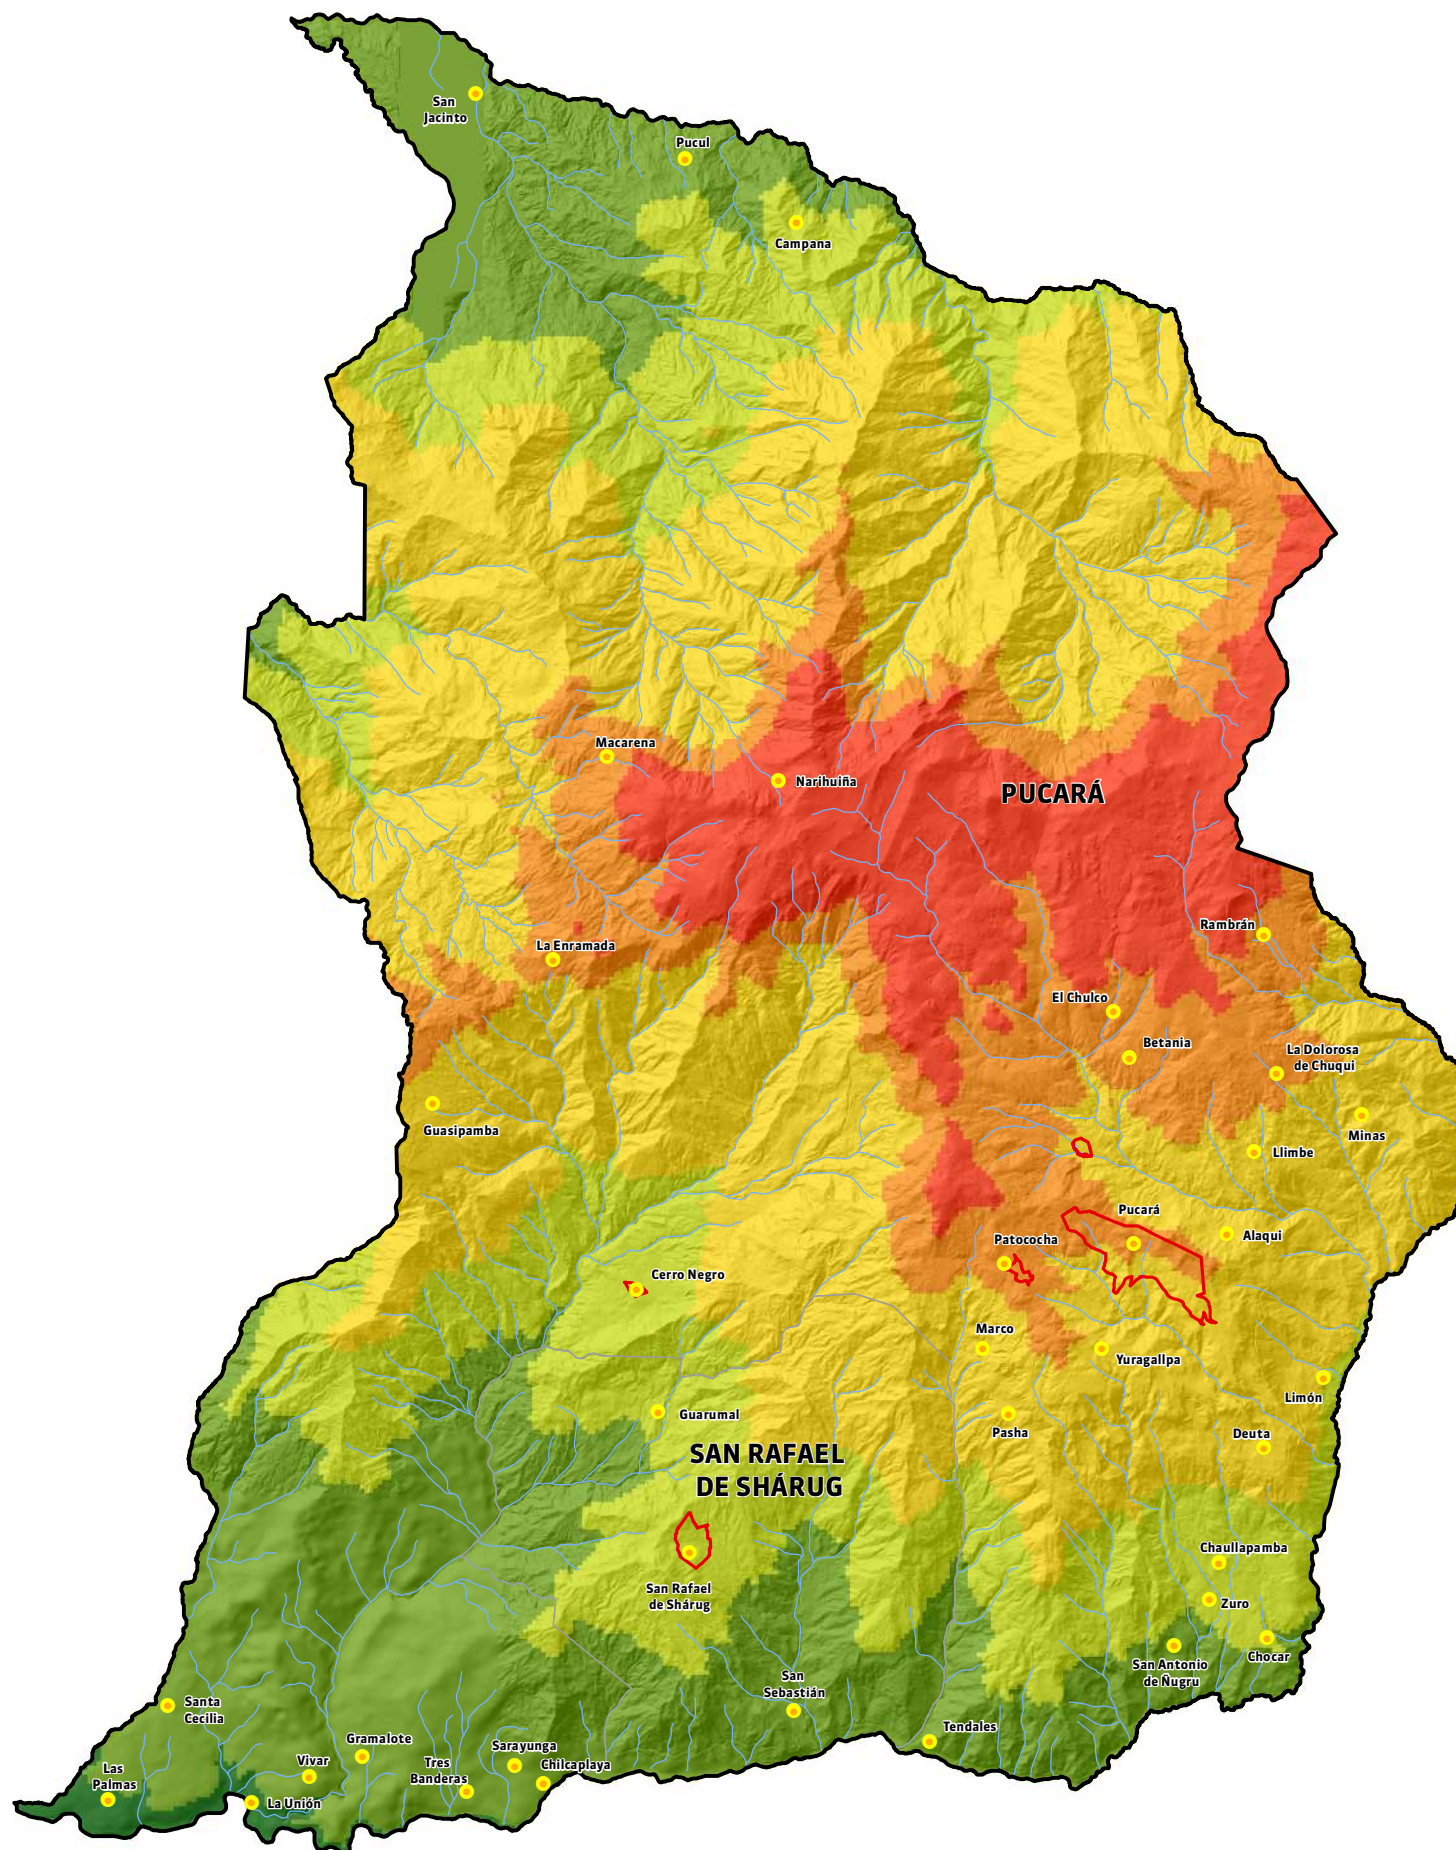 San
Jacinto
Pucul
Campana
Macarena
Narihuiña
PUCARÁ
Rambrán
La Enramada
El Chulco
Betania
La Dolorosa
de Chuqui
Minas
Guasipamba
Llimbe
Pucará
Alaqui
Patococha
Cerro Negro
Marco
Yuragallpa
Limón
Guarumal
Pasha
Deuta
SAN RAFAEL
DE SHÁRUG
Chaullapamba
San Rafael
de Shárug
Zuro
Chocar
San Antonio
de Ñugru
San
Sebastián
Santa
Cecilia
Tendales
Gramalote
Sarayunga
Vivar
Tres
Banderas
Chilcaplaya
Las
Palmas
La Unión